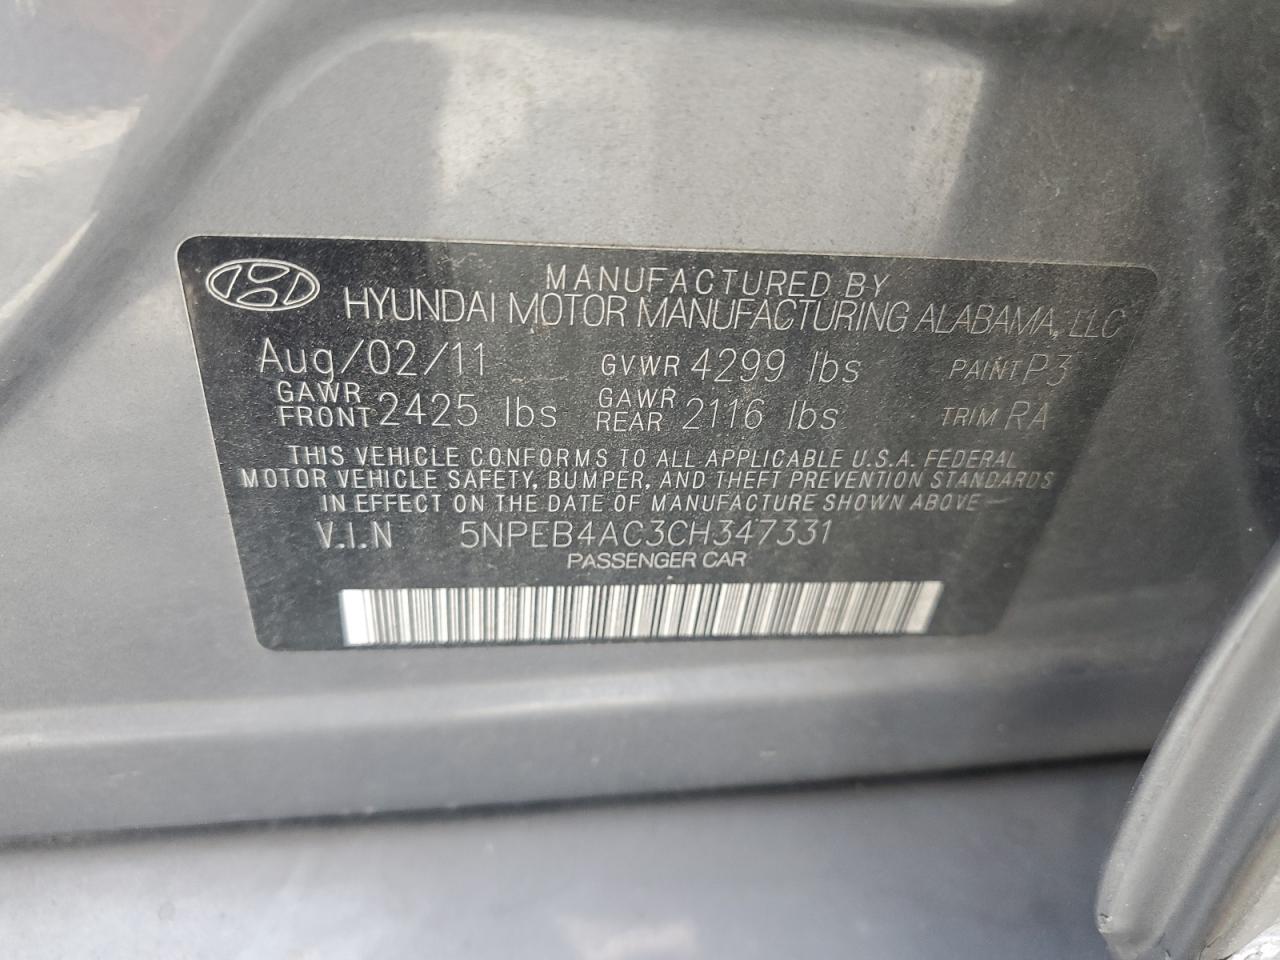 MANUFACTURED BY
HYUNDAI MOTOR MANUFACTURING ALABAMA, LLC
Aug/02/11 GVWR 4299 lbs PAINT P3
GAWR FRONT 2425 lbs GAWR REAR 2116 lbs TRIM RA
THIS VEHICLE CONFORMS TO ALL APPLICABLE U.S.A. FEDERAL
MOTOR VEHICLE SAFETY, BUMPER, AND THEFT PREVENTION STANDARDS
IN EFFECT ON THE DATE OF MANUFACTURE SHOWN ABOVE
V.I.N 5NPEB4AC3CH347331
PASSENGER CAR